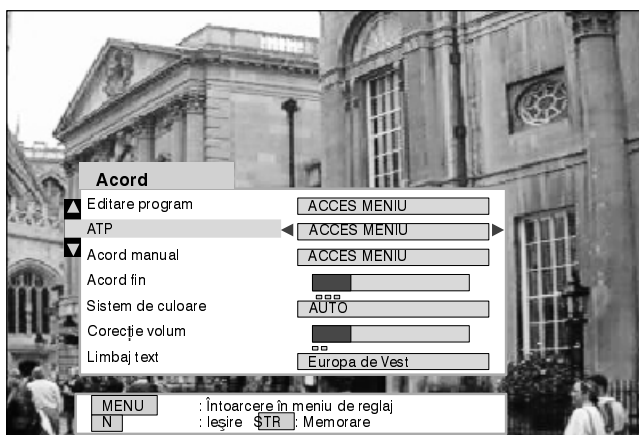 Acord
Editare program ACCES MENIU
ATP ACCES MENIU
Acord manual ACCES MENIU
Acord fin
Sistem de culoare AUTO
Corecţie volum
Limbaj text Europa de Vest
MENU : Întoarcere în meniu de reglaj
N : Ieşire STR : Memorare